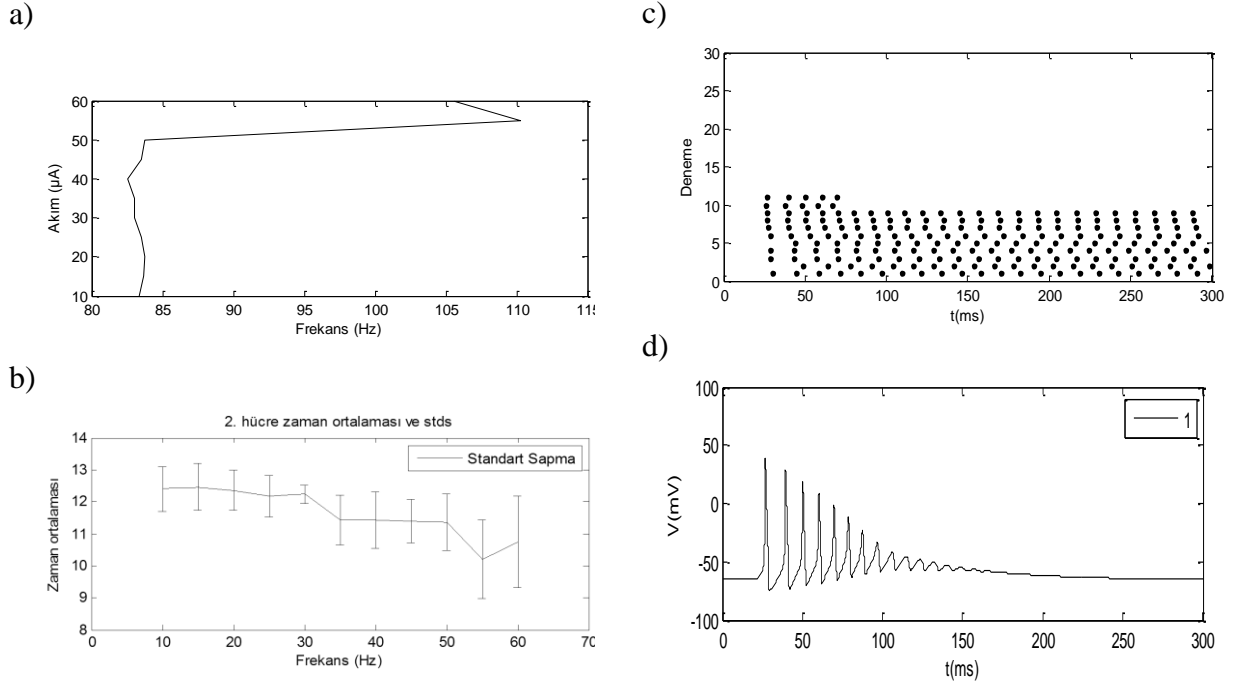 a)
60
50
40
30
20
10
Akım (µA)
80 85 90 95 100 105 110 115
Frekans (Hz)
b)
2. hücre zaman ortalaması ve stds
14
13
12
11
10
9
8
Zaman ortalaması
Standart Sapma
0 10 20 30 40 50 60 70
Frekans (Hz)
c)
30
25
20
15
10
5
0
Deneme
0 50 100 150 200 250 300
t(ms)
d)
100
50
0
-50
-100
V(mV)
1
0 50 100 150 200 250 300
t(ms)